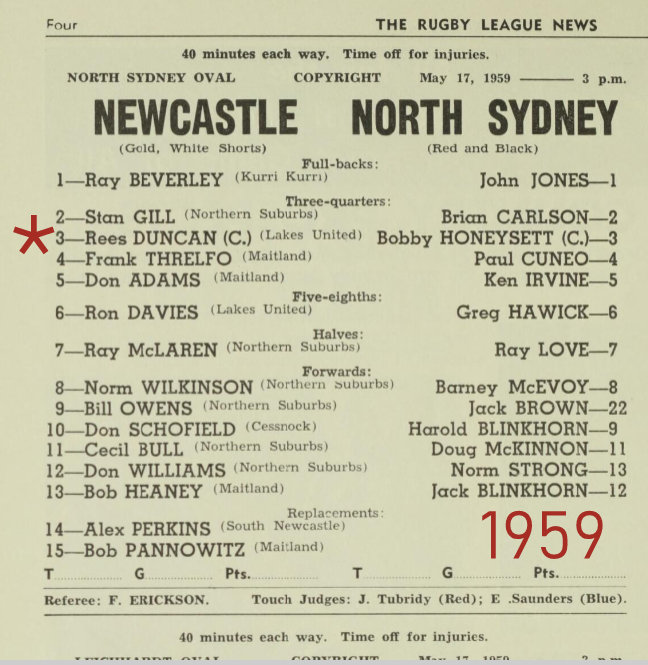 Four THE RUGBY LEAGUE NEWS
40 minutes each way. Time off for injuries.
NORTH SYDNEY OVAL COPYRIGHT May 17, 1959 ——— 3 p.m.
NEWCASTLE NORTH SYDNEY
(Gold, White Shorts) (Red and Black)
Full-backs:
1—Ray BEVERLEY (Kurri Kurri) John JONES—1
Three-quarters:
2—Stan GILL (Northern Suburbs) Brian CARLSON—2
* 3—Rees DUNCAN (C.) (Lakes United) Bobby HONEYSETT (C.)—3
4—Frank THRELFO (Maitland) Paul CUNEO—4
5—Don ADAMS (Maitland) Ken IRVINE—5
Five-eighths:
6—Ron DAVIES (Lakes United) Greg HAWICK—6
Halves:
7—Ray McLAREN (Northern Suburbs) Ray LOVE—7
Forwards:
8—Norm WILKINSON (Northern Suburbs) Barney McEVOY—8
9—Bill OWENS (Northern Suburbs) Jack BROWN—22
10—Don SCHOFIELD (Cessnock) Harold BLINKHORN—9
11—Cecil BULL (Northern Suburbs) Doug McKINNON—11
12—Don WILLIAMS (Northern Suburbs) Norm STRONG—13
13—Bob HEANEY (Maitland) Jack BLINKHORN—12
Replacements:
14—Alex PERKINS (South Newcastle)
15—Bob PANNOWITZ (Maitland)
1959
T.............. G.............. Pts.............. T.............. G.............. Pts..............
Referee: F. ERICKSON. Touch Judges: J. Tubridy (Red); E .Saunders (Blue).
40 minutes each way. Time off for injuries.